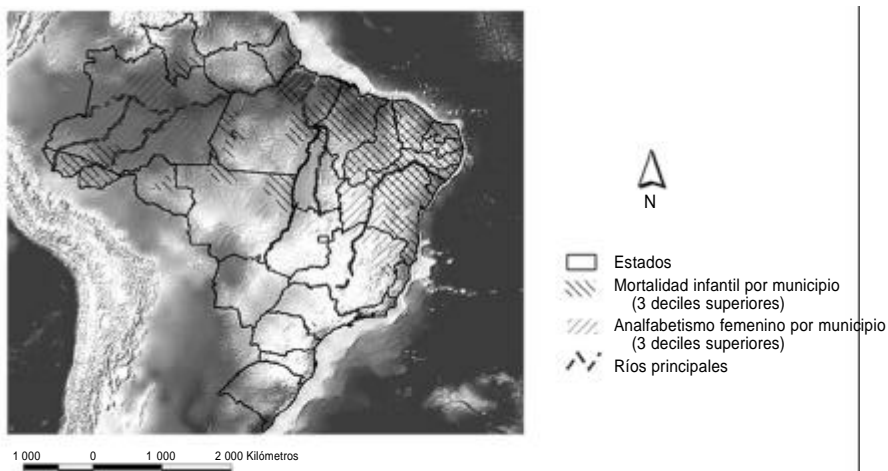 N
Estados
Mortalidad infantil por municipio
(3 deciles superiores)
Analfabetismo femenino por municipio
(3 deciles superiores)
Ríos principales
1 000 0 1 000 2 000 Kilómetros